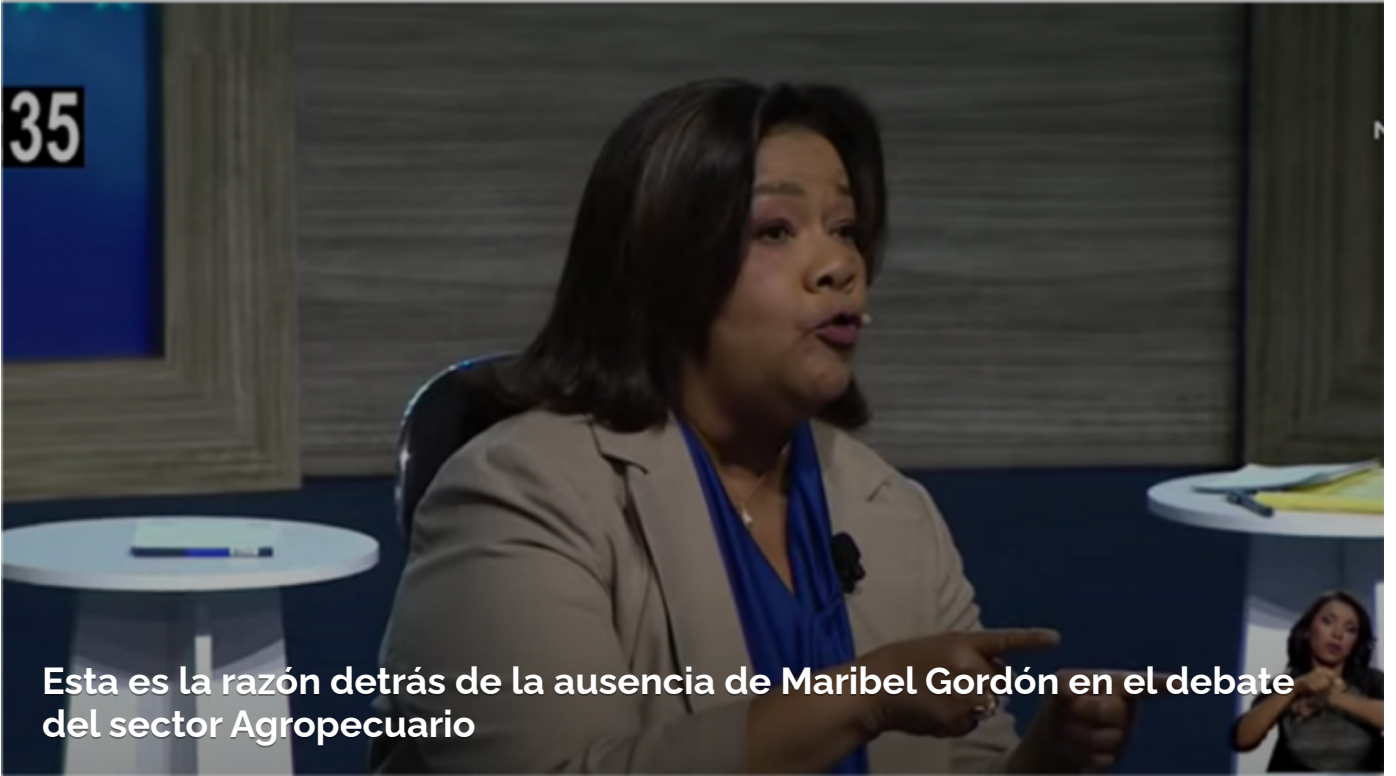 35
Esta es la razón detrás de la ausencia de Maribel Gordón en el debate
del sector Agropecuario